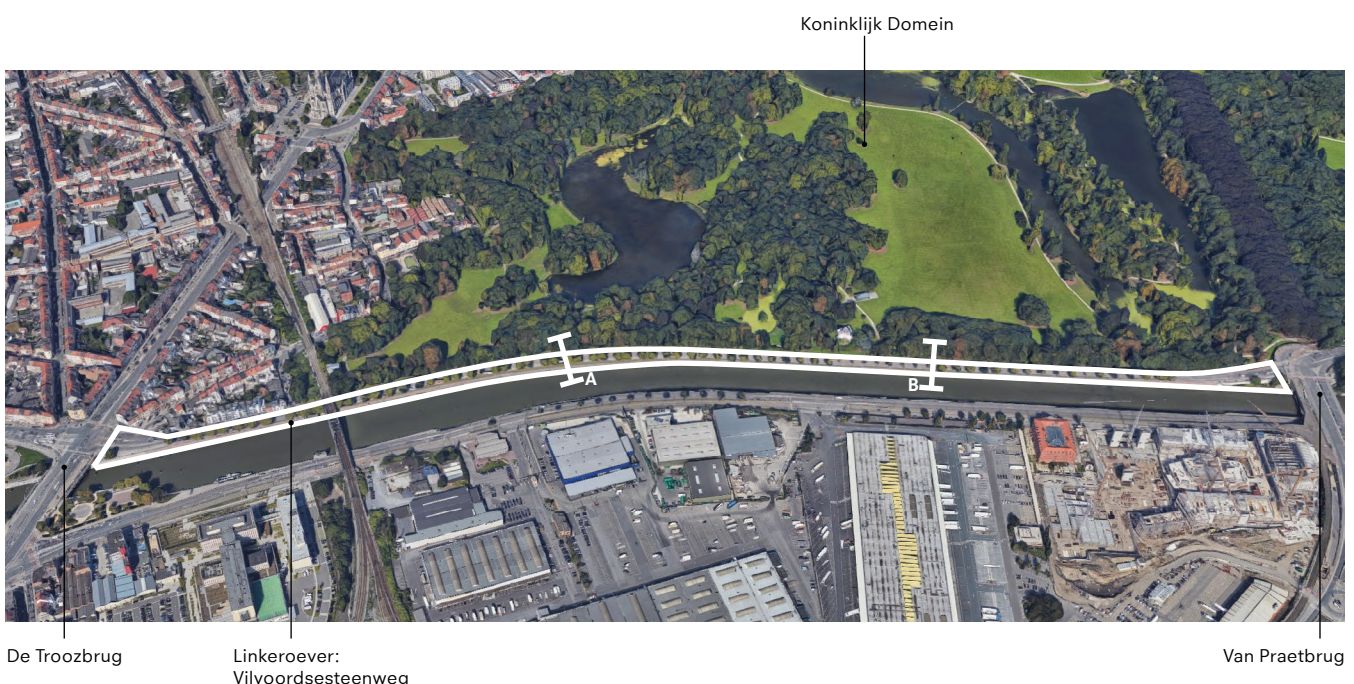 Koninklijk Domein
A
B
De Troozbrug
Linkeroever:
Vilvoordsesteenweg
Van Praetbrug